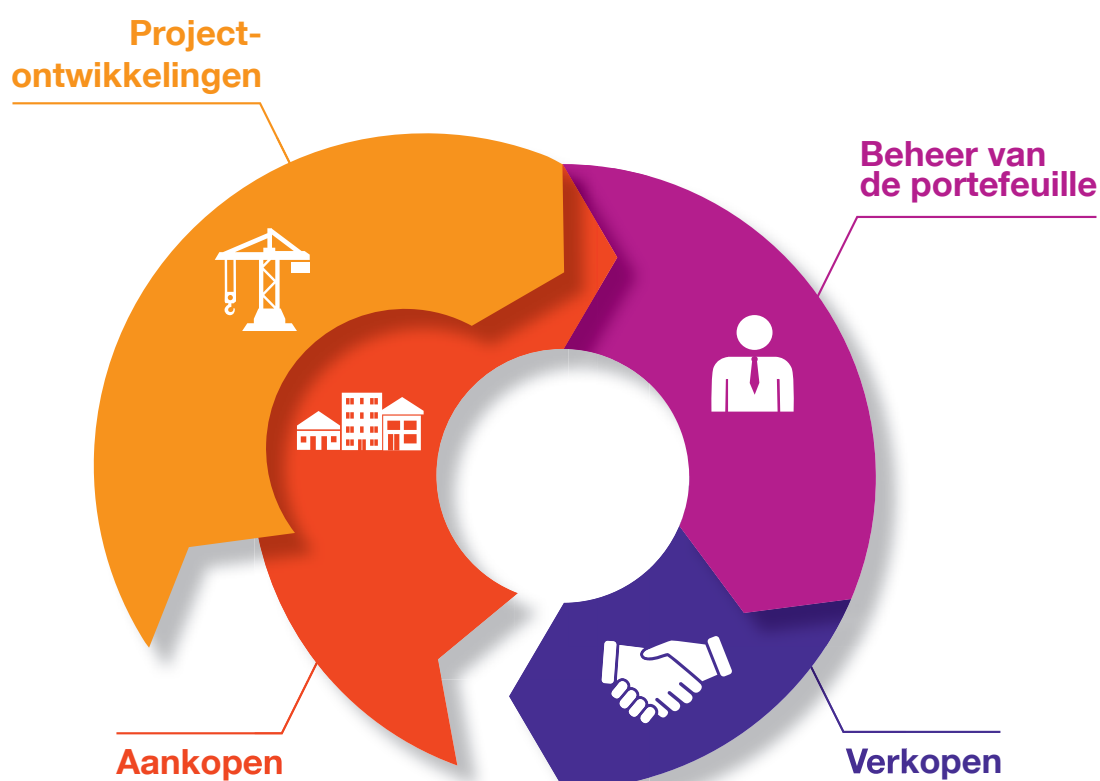 Project-
ontwikkelingen
Beheer van
de portefeuille
Aankopen
Verkopen